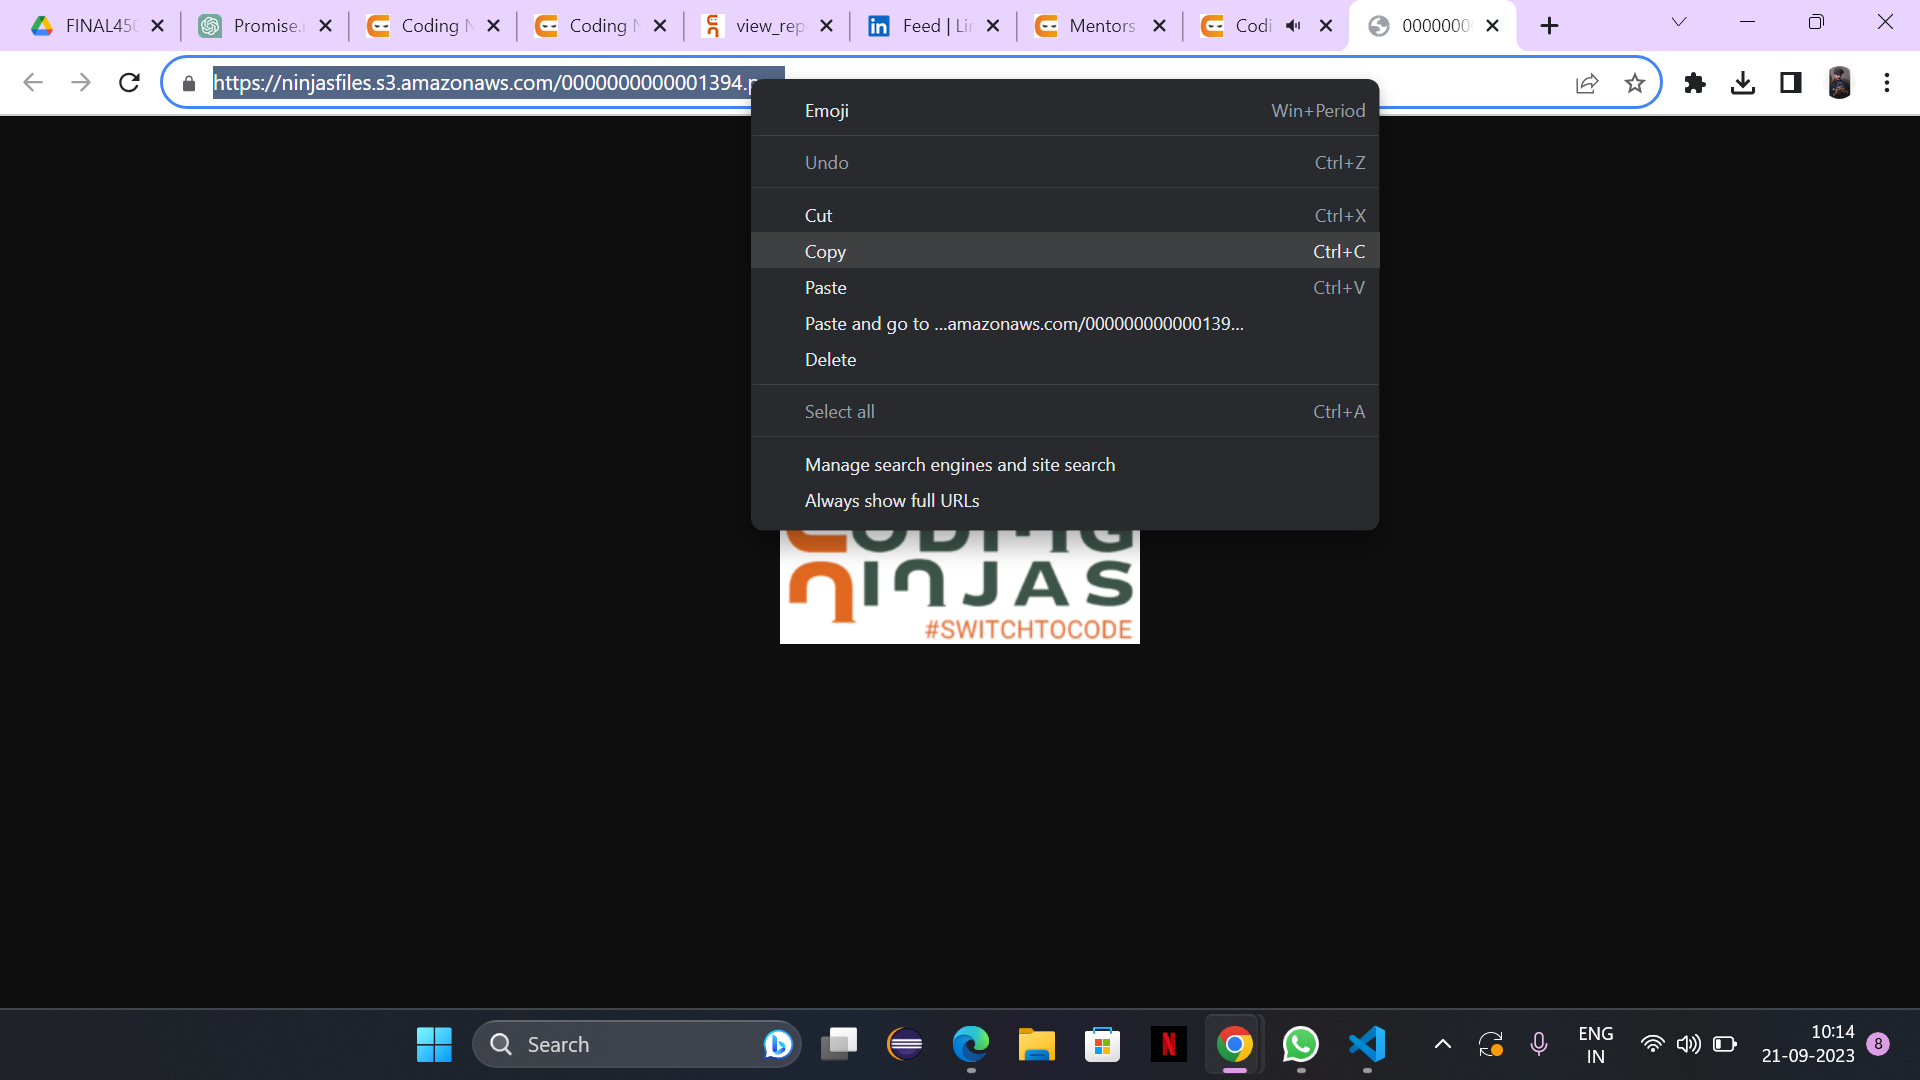 FINAL450
Promise.r
Coding N
Coding N
view_rep
Feed | Lin
Mentors
Codi
0000000
https://ninjasfiles.s3.amazonaws.com/0000000000001394.p
Emoji Win+Period
Undo Ctrl+Z
Cut Ctrl+X
Copy Ctrl+C
Paste Ctrl+V
Paste and go to ...amazonaws.com/000000000000139...
Delete
Select all Ctrl+A
Manage search engines and site search
Always show full URLs
CODING
NINJAS
#SWITCHTOCODE
Search
ENG
IN
10:14
21-09-2023
8